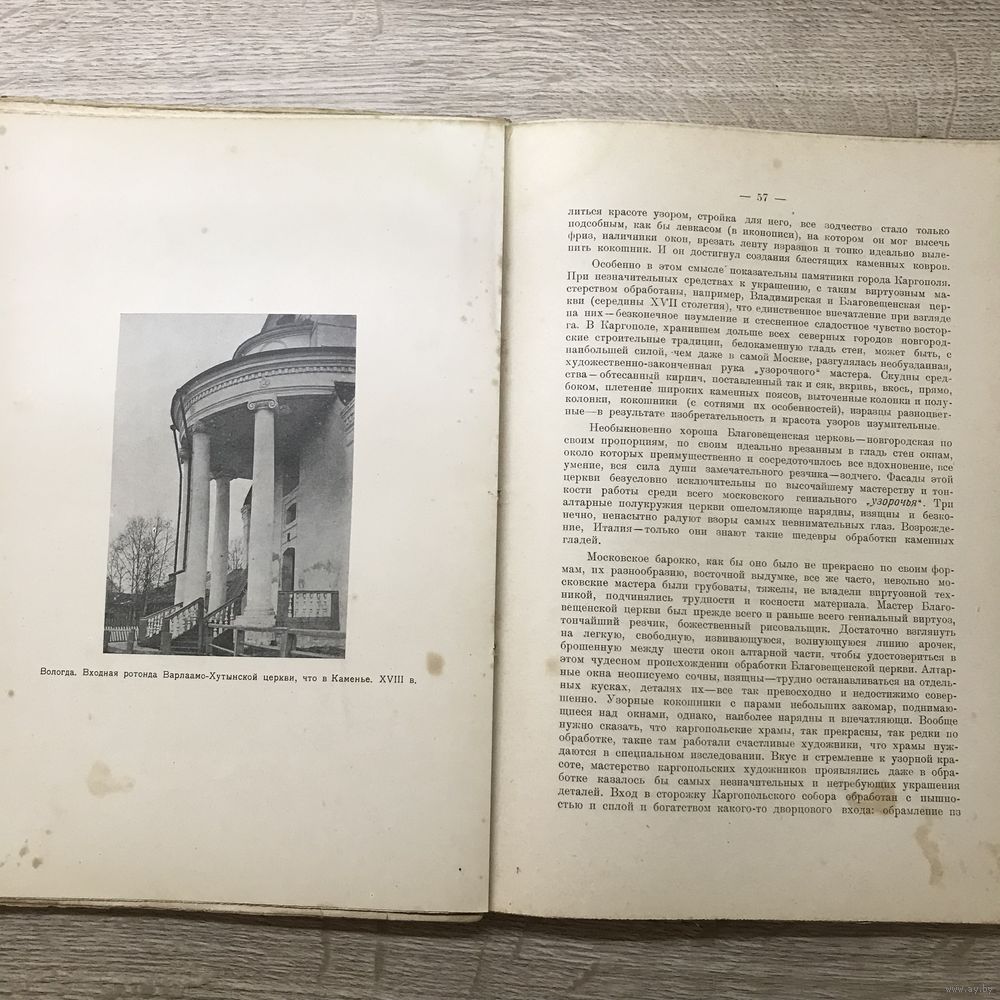 Вологда. Входная ротонда Варлаамо-Хутынской церкви, что в Каменье. XVIII в.
— 57 —
литься красоте узором, стройка для него, все зодчество стало только
подсобным, как бы левкасом (в иконописи), на котором он мог высечь
фриз, наличники окон, врезать ленту изразцов и тонко идеально выле-
пить кокошник. И он достигнул создания блестящих каменных ковров.
Особенно в этом смысле показательны памятники города Каргополя.
При незначительных средствах к украшению, с таким виртуозным ма-
стерством обработаны, например, Владимирская и Благовещенская цер-
кви (середины XVII столетия), что единственное впечатление при взгляде
на них—безконечное изумление и стесненное сладостное чувство востор-
га. В Каргополе, хранившем дольше всех северных городов новгород-
ские строительные традиции, белокаменную гладь стен, может быть, с
наибольшей силой, чем даже в самой Москве, разгулялась необузданная,
художественно-законченная рука „узорочного" мастера. Скудны сред-
ства—обтесанный кирпич, поставленный так и сяк, вкривь, вкось, прямо,
боком, плетение широких каменных поясов, выточенные колонки и полу-
колонки, кокошники (с сотнями их особенностей), изразцы разноцвет-
ные—в результате изобретательность и красота узоров изумительные.
Необыкновенно хороша Благовещенская церковь—новгородская по
своим пропорциям, по своим идеально врезанным в гладь стен окнам,
около которых преимущественно и сосредоточилось все вдохновение, все
умение, вся сила души замечательного резчика—зодчего. Фасады этой
церкви безусловно исключительны по высочайшему мастерству и тон-
кости работы среди всего московского гениального „узорочья". Три
алтарные полукружия церкви ошеломляюще нарядны, изящны и безко-
нечно, ненасытно радуют взоры самых невнимательных глаз. Возрожде-
ние, Италия—только они знают такие шедевры обработки каменных
гладей.
Московское барокко, как бы оно было не прекрасно по своим фор-
мам, их разнообразию, восточной выдумке, все же часто, невольно мо-
сковские мастера были грубоваты, тяжелы, не владели виртуозной тех-
никой, подчинялись трудности и косности материала. Мастер Благо-
вещенской церкви был прежде всего и раньше всего гениальный виртуоз,
тончайший резчик, божественный рисовальщик. Достаточно взглянуть
на легкую, свободную, извивающуюся, волнующуюся линию арочек,
брошенную между шести окон алтарной части, чтобы удостовериться в
этом чудесном происхождении обработки Благовещенской церкви. Алтар-
ные окна неописуемо сочны, изящны—трудно останавливаться на отдель-
ных кусках, деталях их—все так превосходно и недостижимо совер-
шенно. Узорные кокошники с парами небольших закомар, поднимаю-
щиеся над окнами, однако, наиболее нарядны и впечатляющи. Вообще
нужно сказать, что каргопольские храмы, так прекрасны, так редки по
обработке, такие там работали счастливые художники, что храмы нуж-
даются в специальном исследовании. Вкус и стремление к узорной кра-
соте, мастерство каргопольских художников проявлялись даже в обра-
ботке казалось бы самых незначительных и нетребующих украшения
деталей. Вход в сторожку Каргопольского собора обработан с пышно-
стью и силой и богатством какого-то дворцового входа: обрамление из
www.ay.by